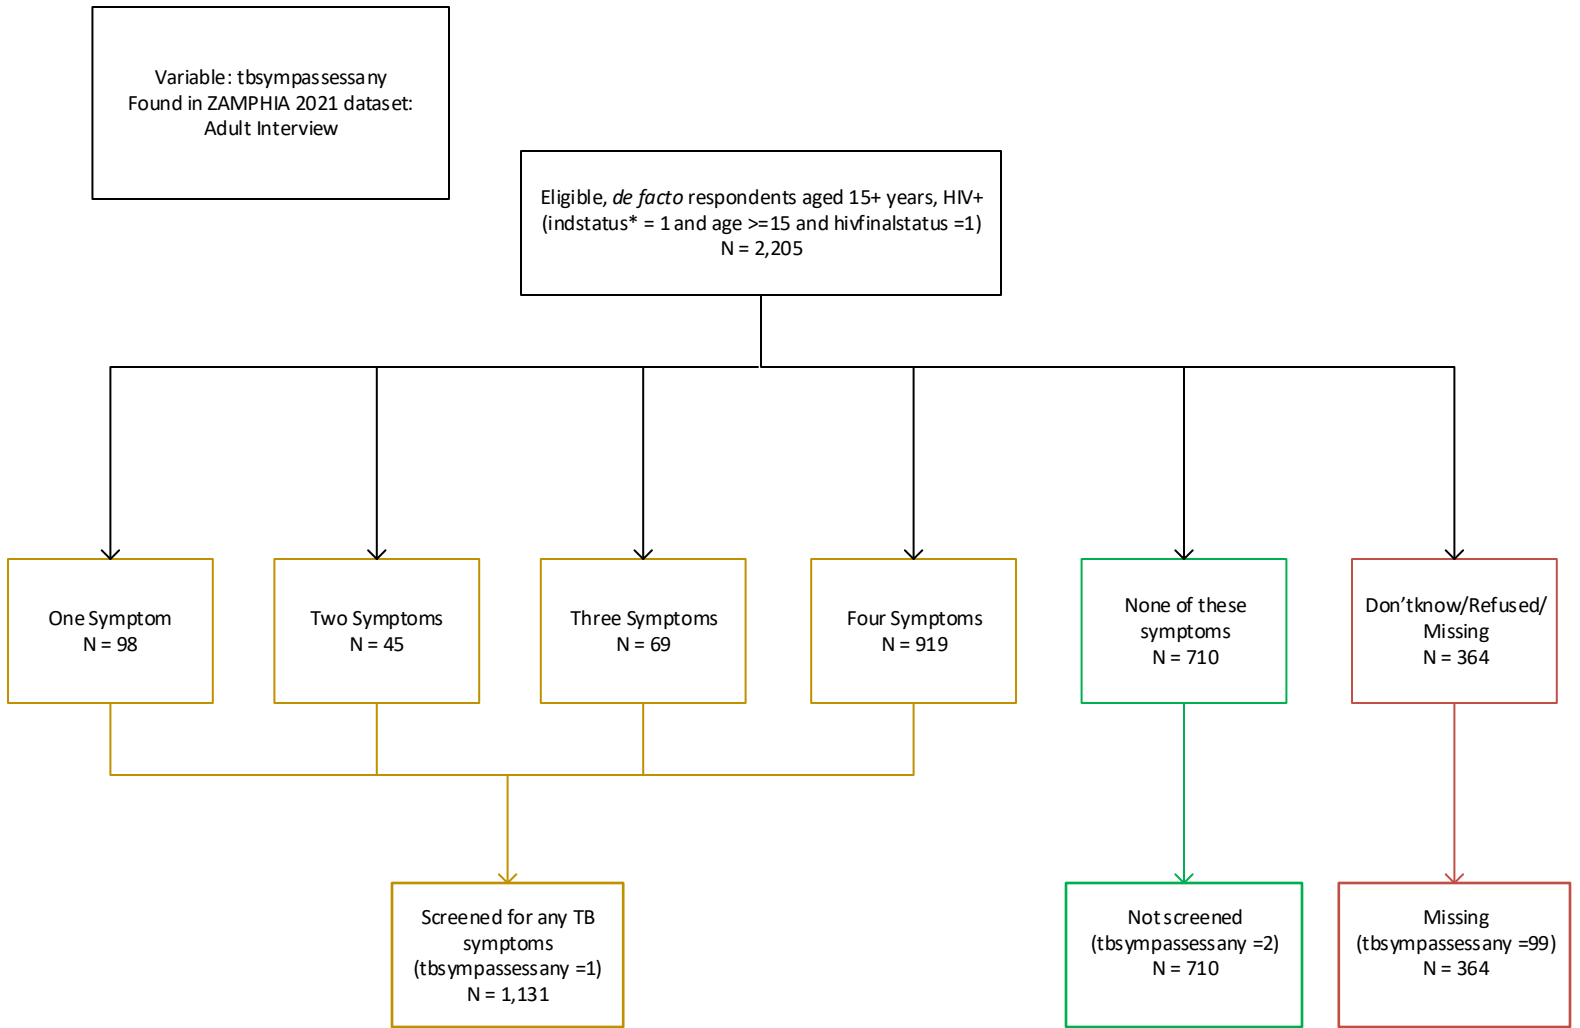 Variable: tbsympassessany
Found in ZAMPHIA 2021 dataset:
Adult Interview
Eligible, de facto respondents aged 15+ years, HIV+
(indstatus* = 1 and age >=15 and hivfinalstatus =1)
N = 2,205
One Symptom
N = 98
Two Symptoms
N = 45
Three Symptoms
N = 69
Four Symptoms
N = 919
None of these
symptoms
N = 710
Don'tknow/Refused/
Missing
N = 364
Screened for any TB
symptoms
(tbsympassessany =1)
N = 1,131
Not screened
(tbsympassessany =2)
N = 710
Missing
(tbsympassessany =99)
N = 364